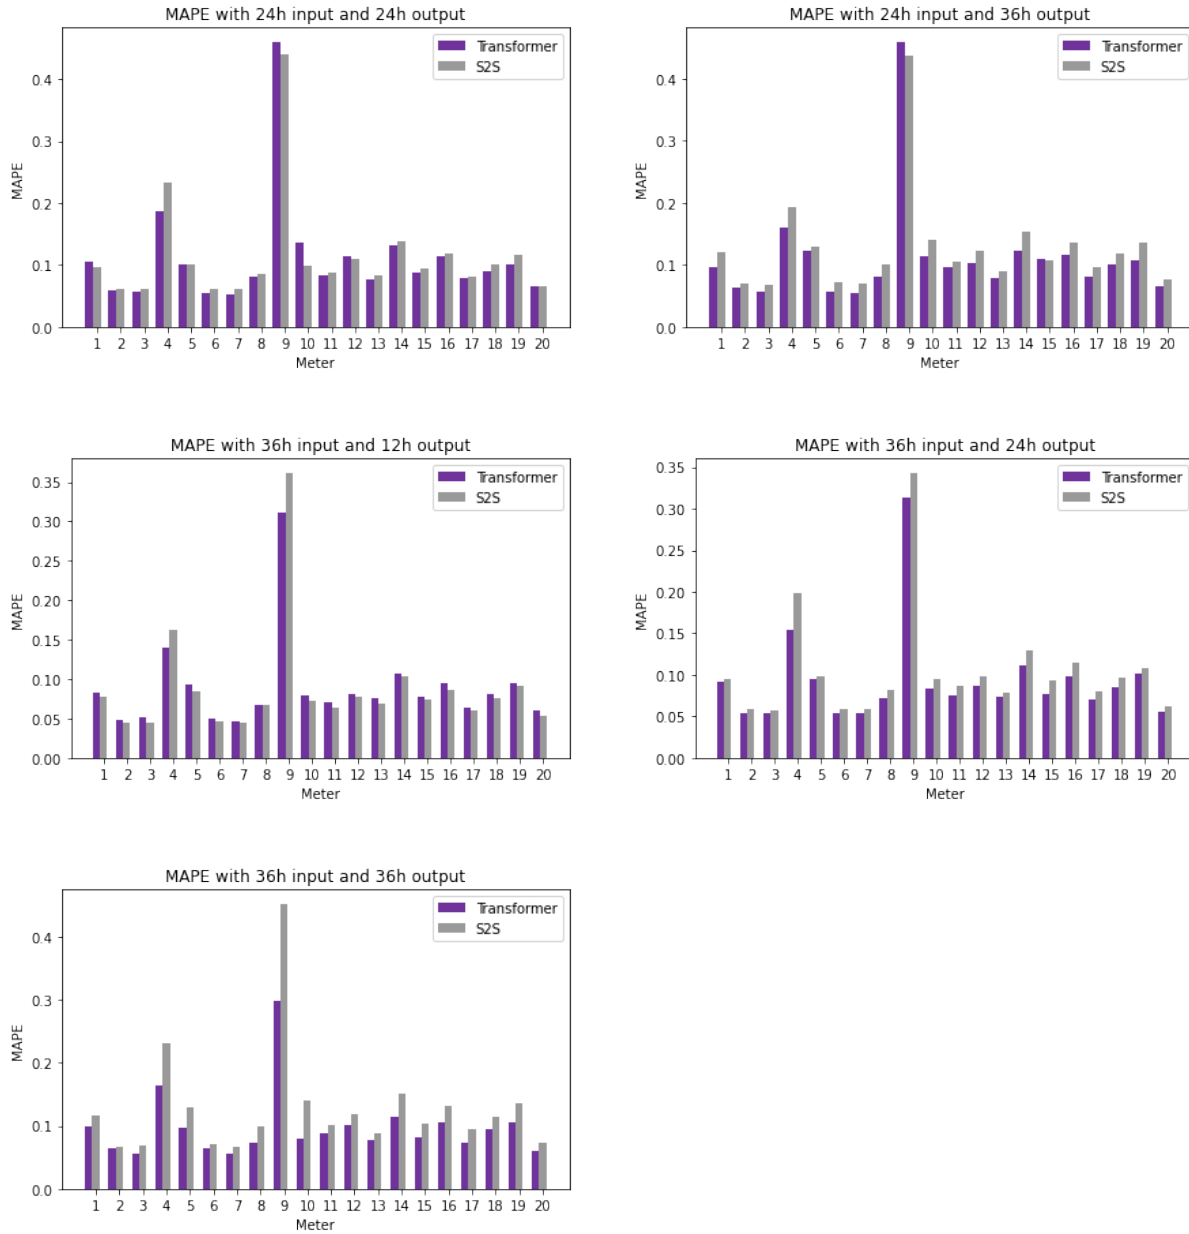 MAPE with 24h input and 24h output
Transformer
S2S
0.4
0.3
0.2
0.1
0.0
MAPE
1 2 3 4 5 6 7 8 9 10 11 12 13 14 15 16 17 18 19 20
Meter
MAPE with 24h input and 36h output
Transformer
S2S
0.4
0.3
0.2
0.1
0.0
MAPE
1 2 3 4 5 6 7 8 9 10 11 12 13 14 15 16 17 18 19 20
Meter
MAPE with 36h input and 12h output
Transformer
S2S
0.35
0.30
0.25
0.20
0.15
0.10
0.05
0.00
MAPE
1 2 3 4 5 6 7 8 9 10 11 12 13 14 15 16 17 18 19 20
Meter
MAPE with 36h input and 24h output
Transformer
S2S
0.35
0.30
0.25
0.20
0.15
0.10
0.05
0.00
MAPE
1 2 3 4 5 6 7 8 9 10 11 12 13 14 15 16 17 18 19 20
Meter
MAPE with 36h input and 36h output
Transformer
S2S
0.4
0.3
0.2
0.1
0.0
MAPE
1 2 3 4 5 6 7 8 9 10 11 12 13 14 15 16 17 18 19 20
Meter